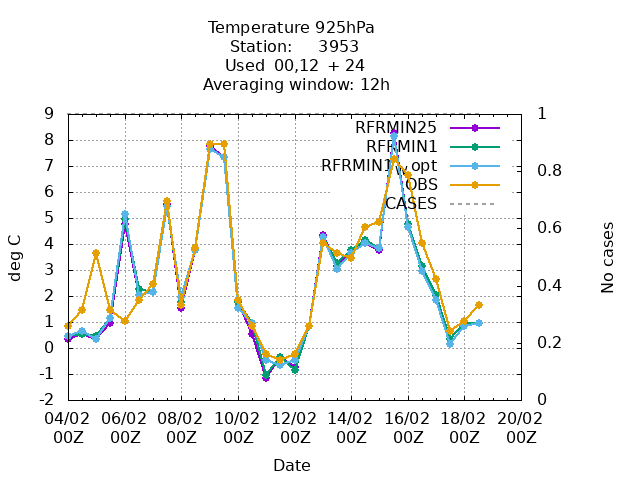 Temperature 925hPa
Station: 3953
Used 00,12 + 24
Averaging window: 12h
9 1
8
7 0.8
6
5
4 0.6
3
2 0.4
1
0 0.2
-1
-2 0
deg C
No cases
RFRMIN25
RFRMIN1
RFRMIN1_v_opt
OBS
CASES
04/02 06/02 08/02 10/02 12/02 14/02 16/02 18/02 20/02
00Z 00Z 00Z 00Z 00Z 00Z 00Z 00Z 00Z
Date